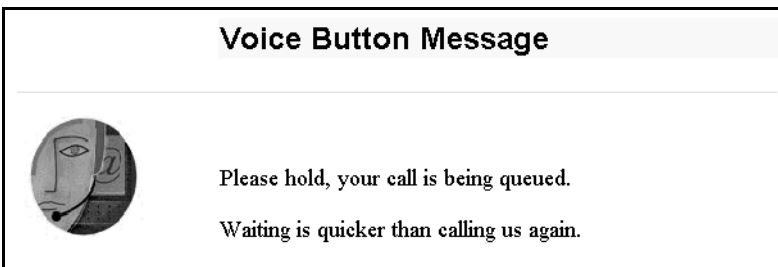 Voice Button Message
@
Please hold, your call is being queued.
Waiting is quicker than calling us again.